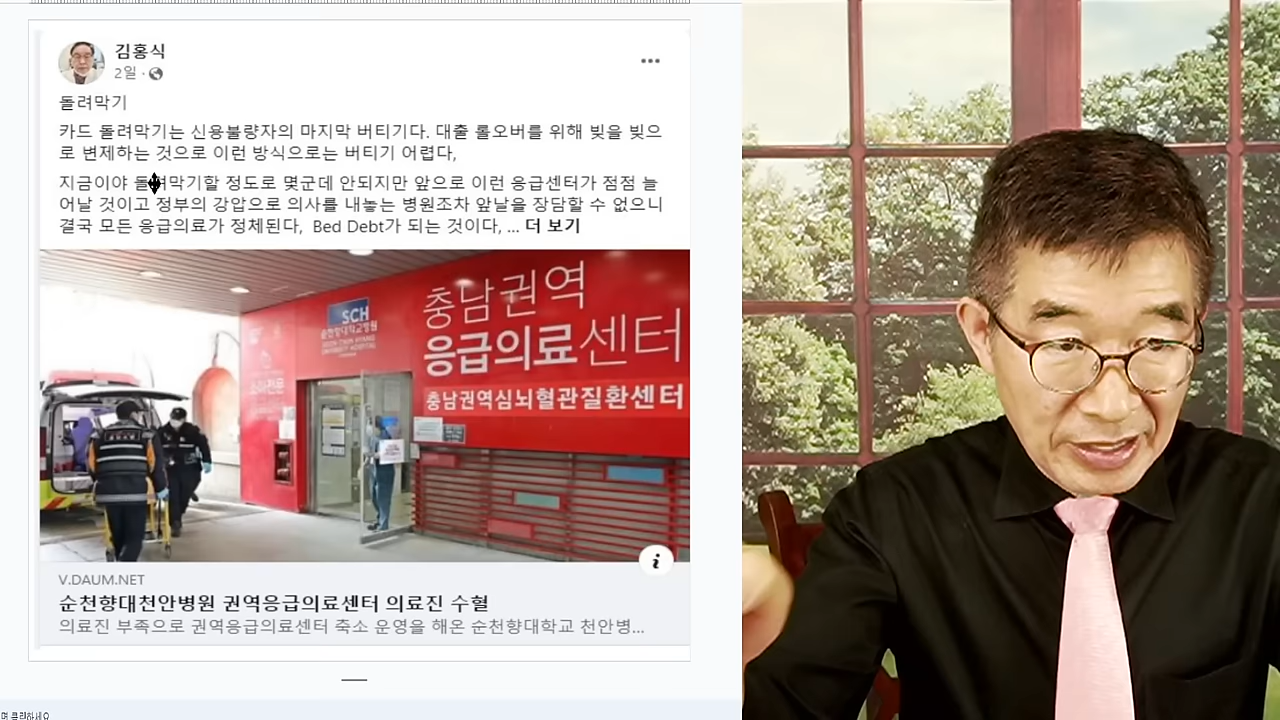 김홍식
2일
돌려막기
카드 돌려막기는 신용불량자의 마지막 버티기다. 대출 롤오버를 위해 빚을 빚으
로 변제하는 것으로 이런 방식으로는 버티기 어렵다,
지금이야 돌려막기할 정도로 몇군데 안되지만 앞으로 이런 응급센터가 점점 늘
어날 것이고 정부의 강압으로 의사를 내놓는 병원조차 앞날을 장담할 수 없으니
결국 모든 응급의료가 정체된다, Bed Debt가 되는 것이다, ... 더 보기
SCH
순천향대학교병원
충남권역
응급의료센터
충남권역심뇌혈관질환센터
V.DAUM.NET
순천향대천안병원 권역응급의료센터 의료진 수혈
의료진 부족으로 권역응급의료센터 축소 운영을 해온 순천향대학교 천안병...